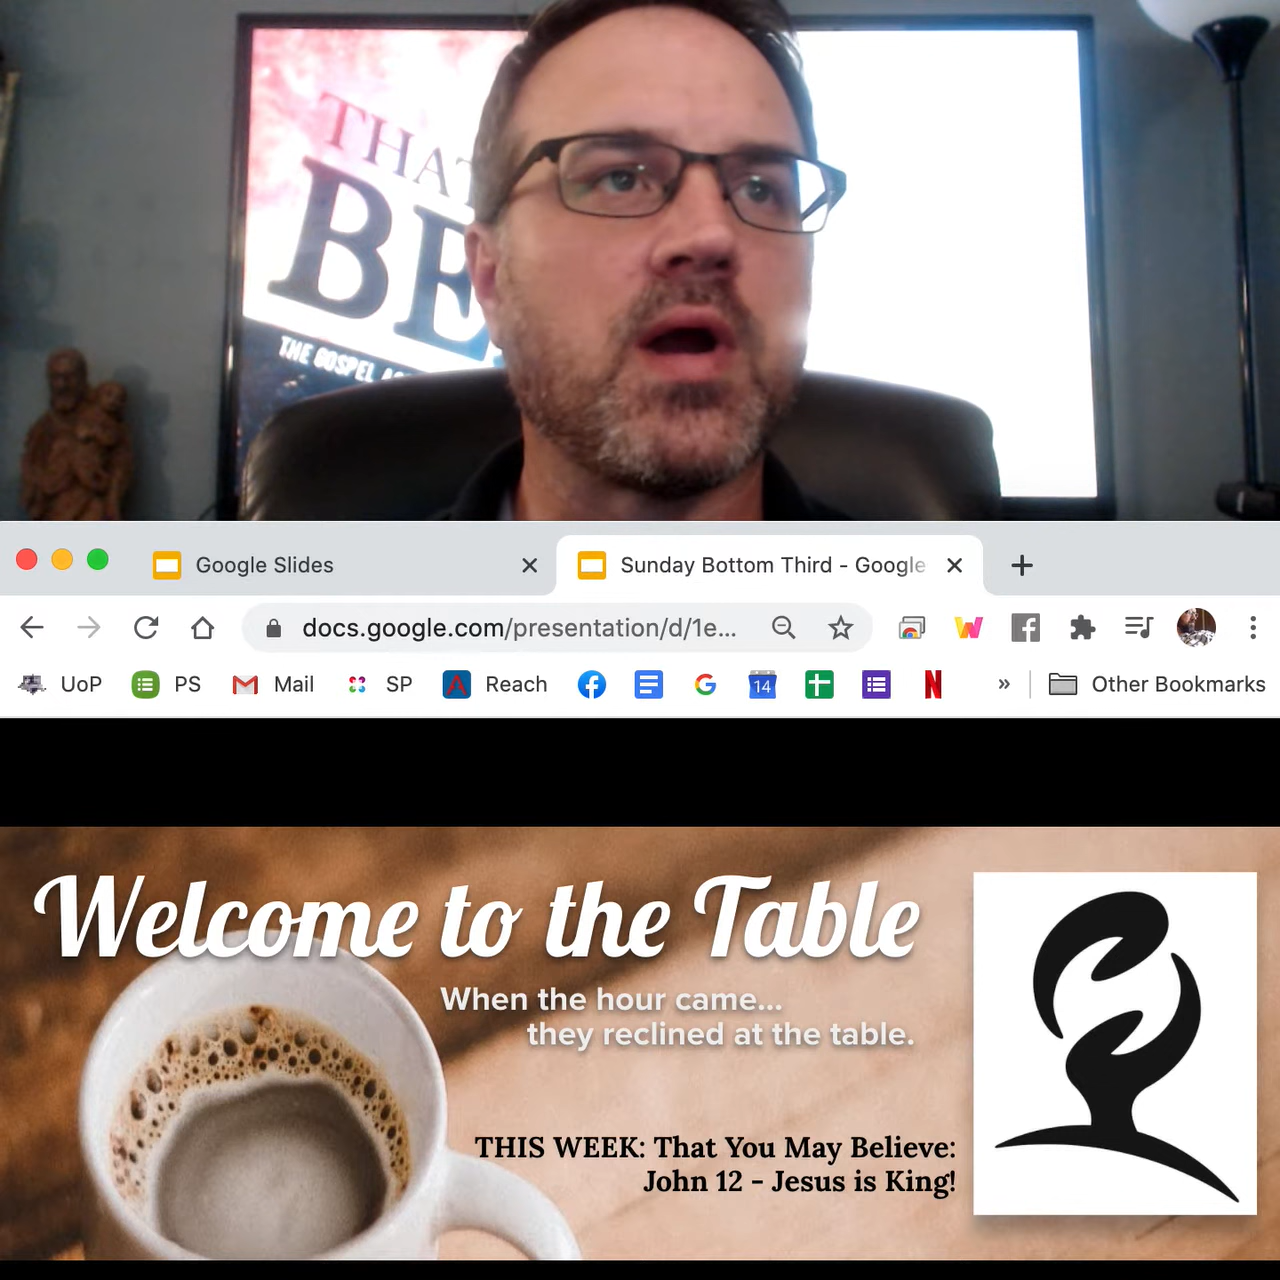 THAT
BE
THE GOSPEL A
Google Slides
Sunday Bottom Third - Google
docs.google.com/presentation/d/1e...
UoP
PS
Mail
SP
Reach
14
»
Other Bookmarks
Welcome to the Table
When the hour came...
they reclined at the table.
THIS WEEK: That You May Believe:
John 12 - Jesus is King!